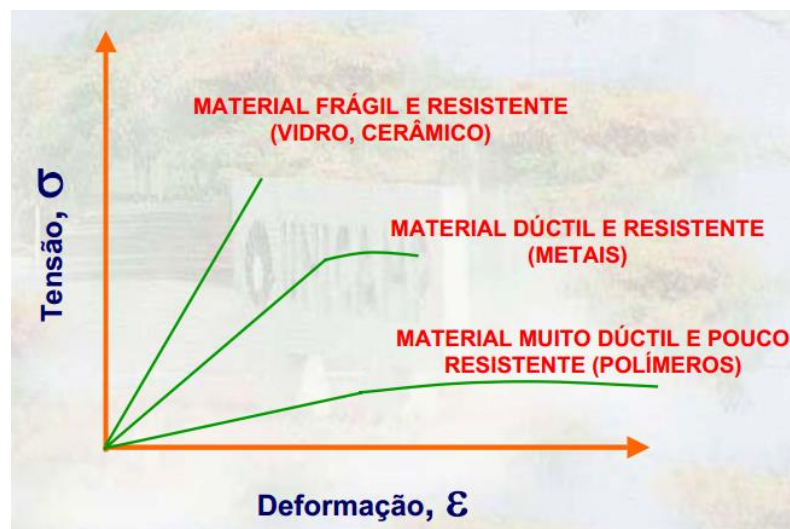 MATERIAL FRÁGIL E RESISTENTE
(VIDRO, CERÂMICO)
Tensão, σ
MATERIAL DÚCTIL E RESISTENTE
(METAIS)
MATERIAL MUITO DÚCTIL E POUCO
RESISTENTE (POLÍMEROS)
Deformação, ε